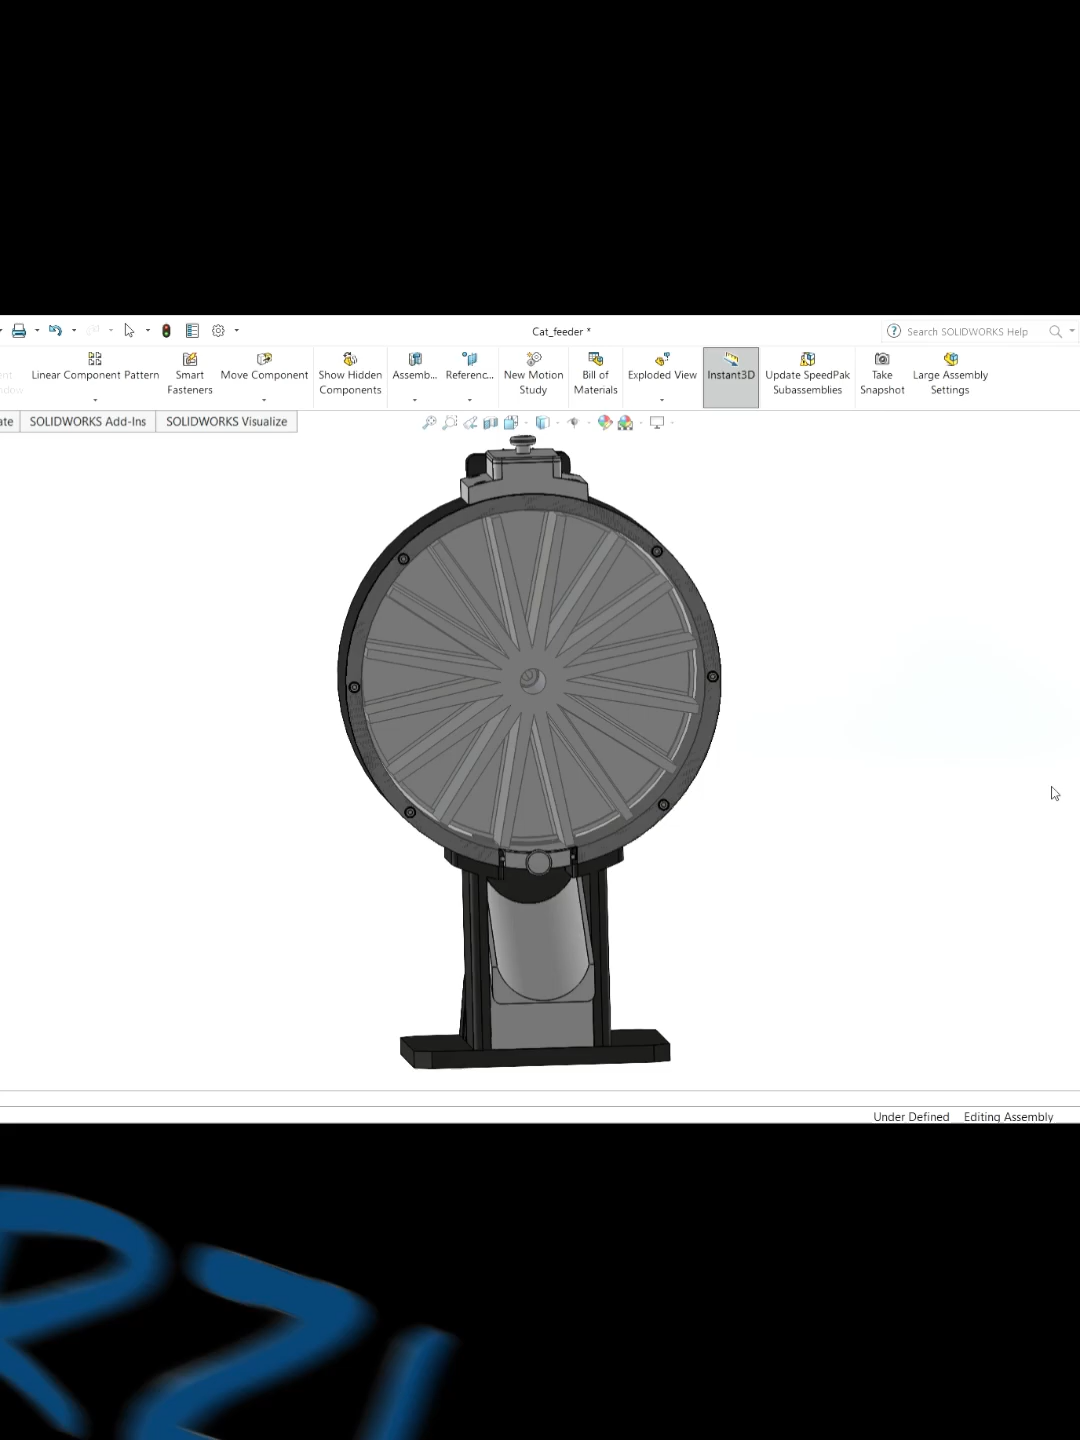 Cat_feeder *
Search SOLIDWORKS Help
Linear Component Pattern
Smart Fasteners
Move Component
Show Hidden Components
Assemb...
Referenc...
New Motion Study
Bill of Materials
Exploded View
Instant3D
Update SpeedPak Subassemblies
Take Snapshot
Large Assembly Settings
SOLIDWORKS Add-Ins
SOLIDWORKS Visualize
Under Defined
Editing Assembly